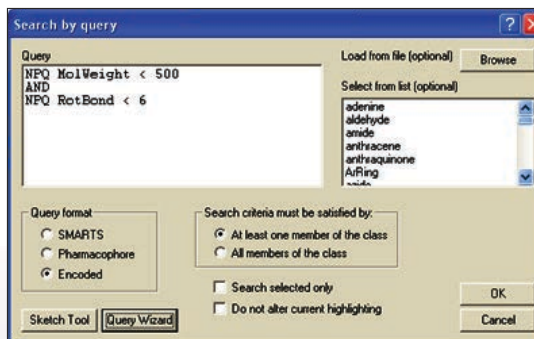 Search by query
Query
NPQ MolWeight < 500
AND
NPQ RotBond < 6
Load from file (optional)
Browse
Select from list (optional)
adenine
aldehyde
amide
anthracene
anthraquinone
ArRing
azide
Query format
SMARTS
Pharmacophore
Encoded
Search criteria must be satisfied by:
At least one member of the class
All members of the class
Search selected only
Do not alter current highlighting
OK
Sketch Tool
Query Wizard
Cancel